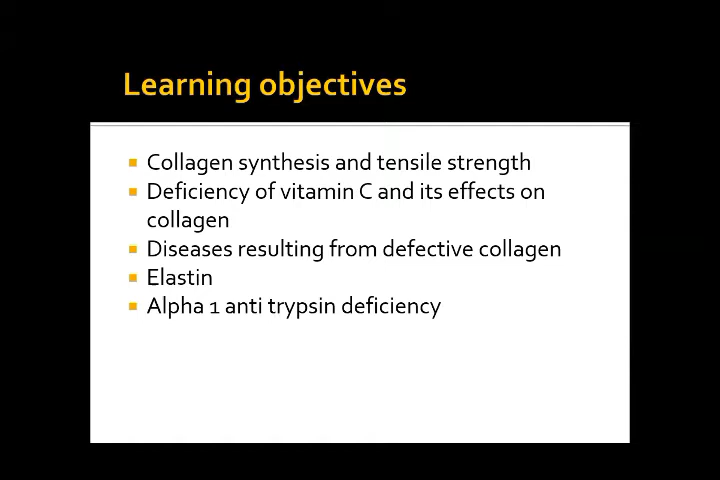 Learning objectives
Collagen synthesis and tensile strength
Deficiency of vitamin C and its effects on
collagen
Diseases resulting from defective collagen
Elastin
Alpha 1 anti trypsin deficiency